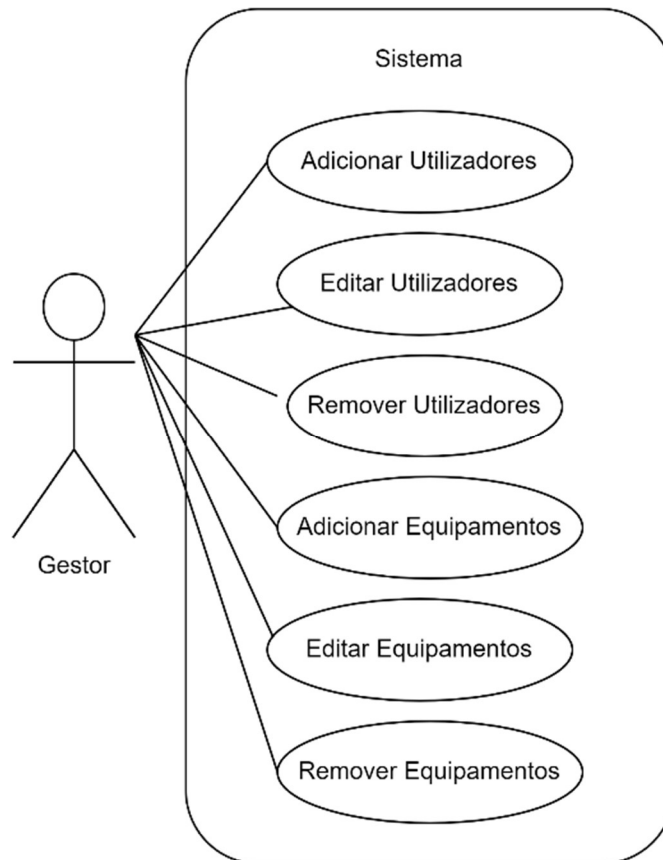 Sistema
Adicionar Utilizadores
Editar Utilizadores
Remover Utilizadores
Adicionar Equipamentos
Gestor
Editar Equipamentos
Remover Equipamentos